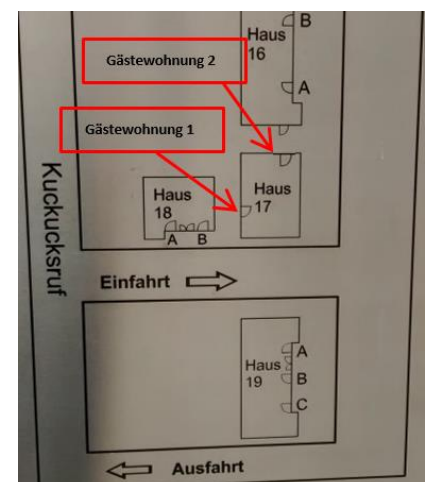 B
Haus
16
Gästewohnung 2
A
Gästewohnung 1
Kuckucksruf
Haus
18
A B
Haus
17
Einfahrt
A
Haus
19
B
C
Ausfahrt